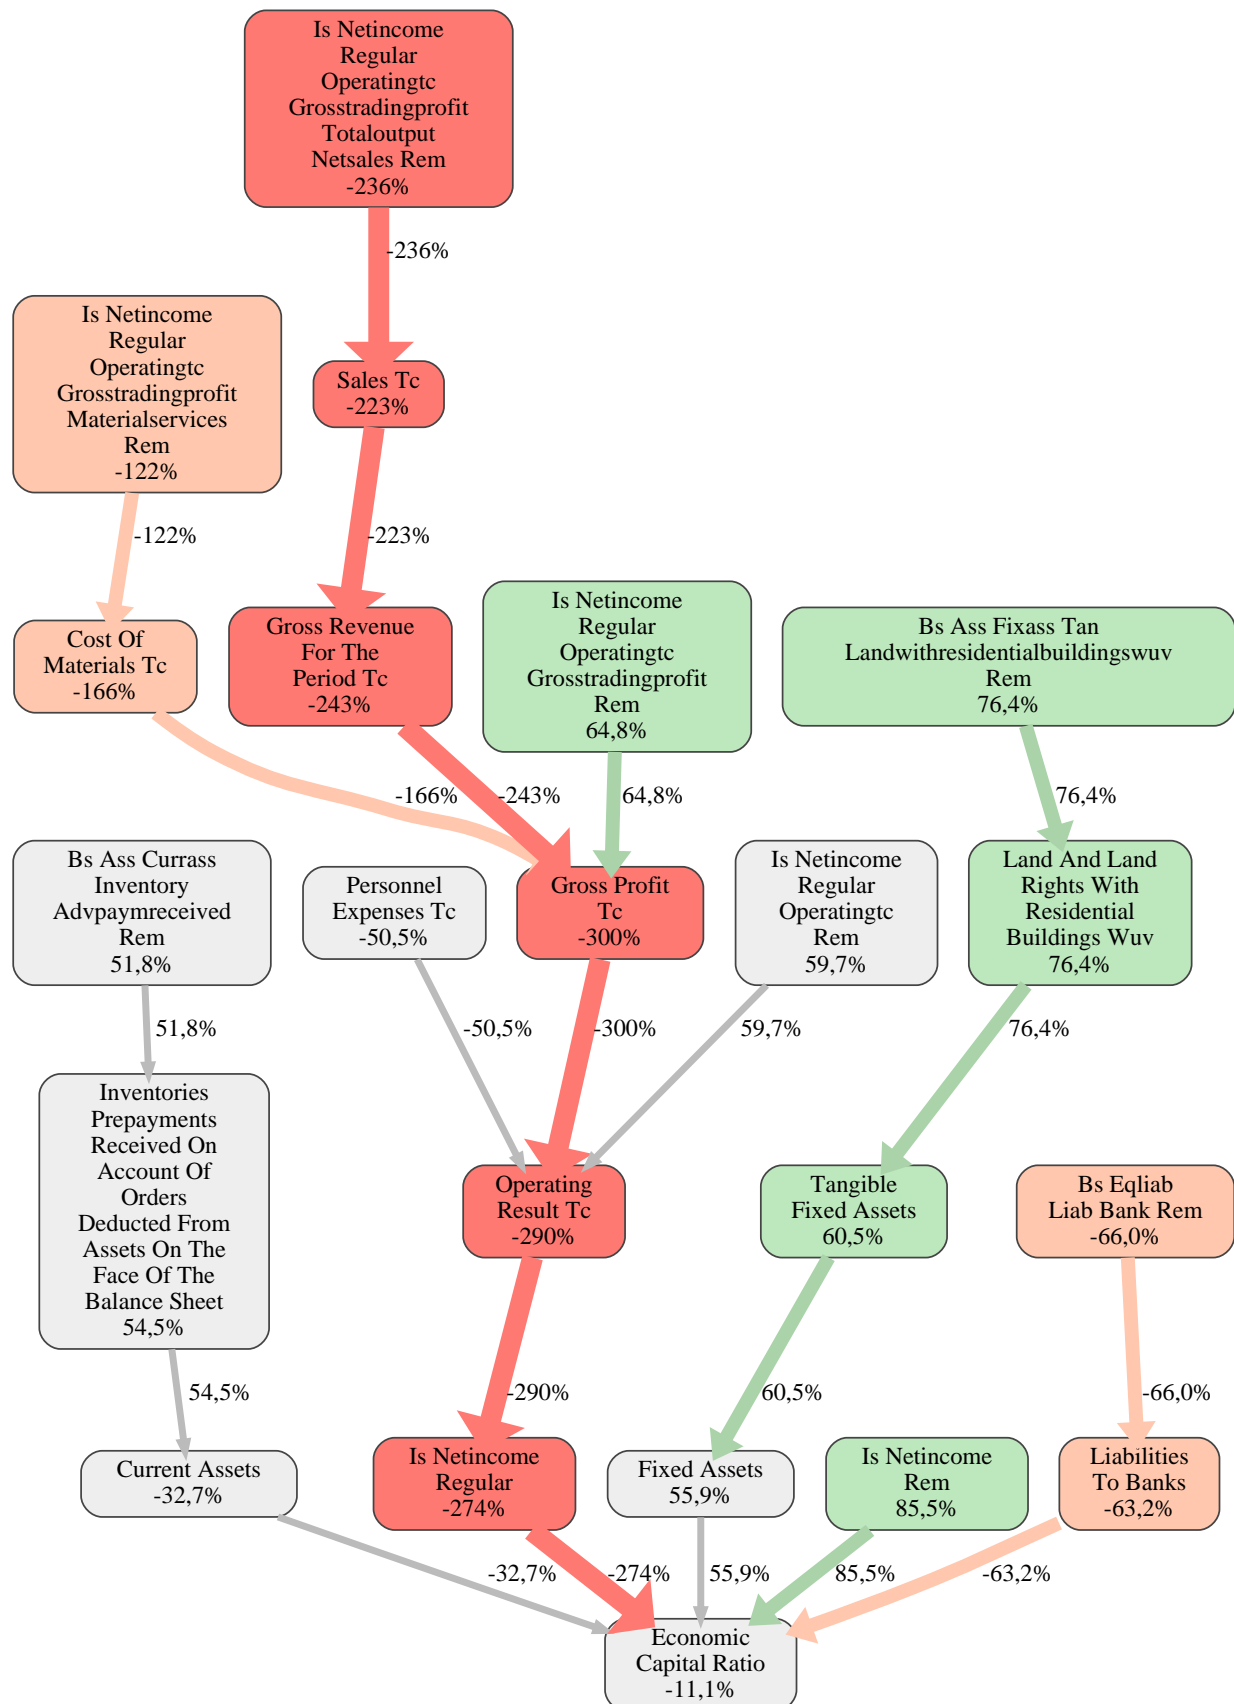 Is Netincome
Regular
Operatingtc
Grosstradingprofit
Totaloutput
Netsales Rem
-236%
-236%
Is Netincome
Regular
Operatingtc
Grosstradingprofit
Materialservices
Rem
-122%
Sales Tc
-223%
-122%
-223%
Cost Of
Materials Tc
-166%
Gross Revenue
For The
Period Tc
-243%
Is Netincome
Regular
Operatingtc
Grosstradingprofit
Rem
64,8%
Bs Ass Fixass Tan
Landwithresidentialbuildingswuv
Rem
76,4%
-166%
-243%
64,8%
76,4%
Bs Ass Currass
Inventory
Advpaymreceived
Rem
51,8%
Personnel
Expenses Tc
-50,5%
Gross Profit
Tc
-300%
Is Netincome
Regular
Operatingtc
Rem
59,7%
Land And Land
Rights With
Residential
Buildings Wuv
76,4%
51,8%
-50,5%
-300%
59,7%
76,4%
Inventories
Prepayments
Received On
Account Of
Orders
Deducted From
Assets On The
Face Of The
Balance Sheet
54,5%
Operating
Result Tc
-290%
Tangible
Fixed Assets
60,5%
Bs Eqliab
Liab Bank Rem
-66,0%
54,5%
-290%
60,5%
-66,0%
Current Assets
-32,7%
Is Netincome
Regular
-274%
Fixed Assets
55,9%
Is Netincome
Rem
85,5%
Liabilities
To Banks
-63,2%
-32,7%
-274%
55,9%
85,5%
-63,2%
Economic
Capital Ratio
-11,1%